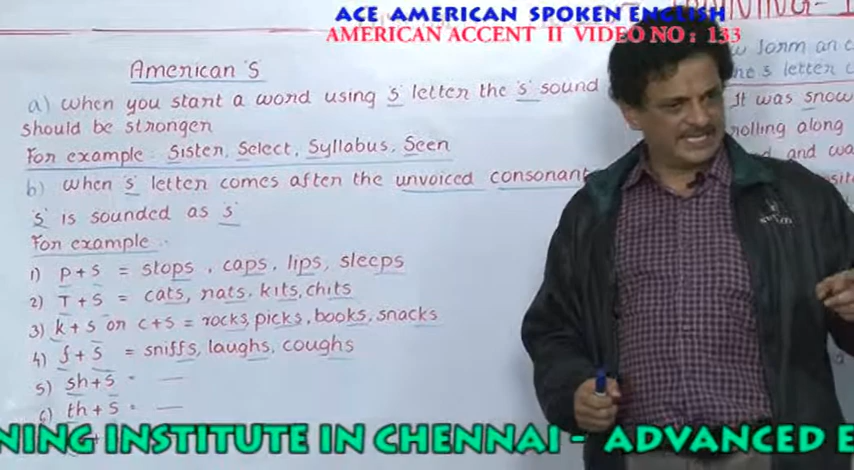 ACE AMERICAN SPOKEN ENGLISH
AMERICAN ACCENT II VIDEO NO : 133
American 's
a) when you start a word using 's' letter the 's' sound
should be stronger
For example : Sister, Select, Syllabus, Seen
b) when 's' letter comes after the unvoiced consonant
's' is sounded as 's'
For example :
1) p+s = stops, caps, lips, sleeps
2) T+s = cats, rats, kits, chits
3) k+s or c+s = rocks, picks, books, snacks
4) f+s = sniffs, laughs, coughs
5) sh+s =
6) th+s =
form an
s letter
It was snow
rolling along
and
NING INSTITUTE IN CHENNAI - ADVANCED E